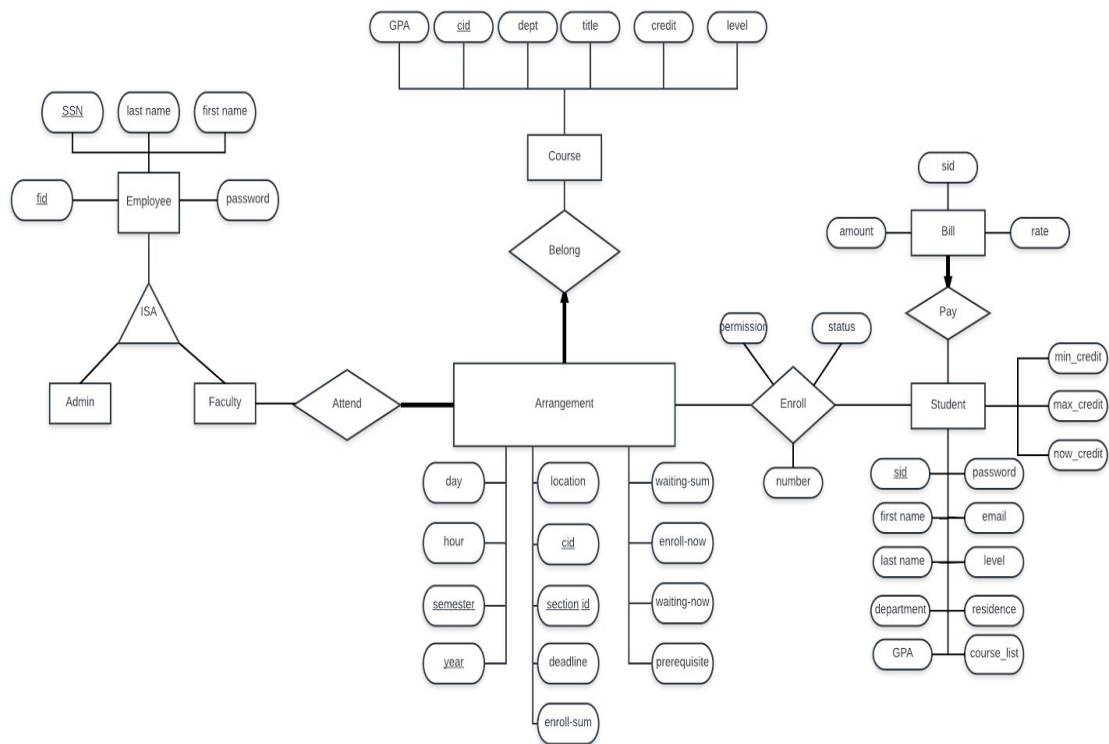 GPA
cid
dept
title
credit
level
SSN
last name
first name
Course
sid
fid
Employee
password
amount
Bill
rate
Belong
ISA
Pay
permission
status
min_credit
Admin
Faculty
Attend
Arrangement
Enroll
Student
max_credit
now_credit
day
location
waiting-sum
number
sid
password
hour
cid
enroll-now
first name
email
semester
section id
waiting-now
last name
level
year
deadline
prerequisite
department
residence
enroll-sum
GPA
course_list